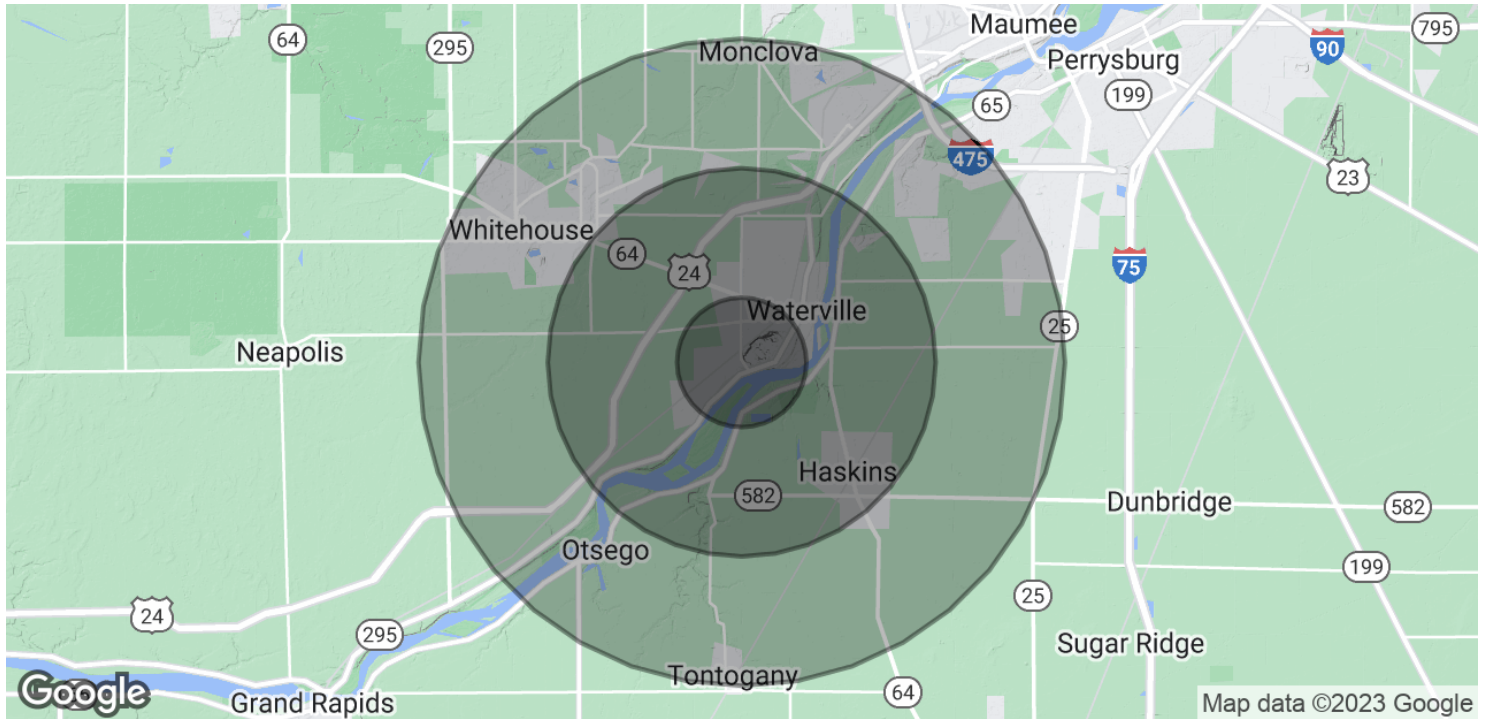 Maumee
64
295
795
Monclova
90
Perrysburg
65
199
475
23
Whitehouse
64
24
75
Waterville
25
Neapolis
Haskins
582
Dunbridge
582
Otsego
199
25
24
295
Sugar Ridge
Tontogany
64
Google
Grand Rapids
Map data ©2023 Google